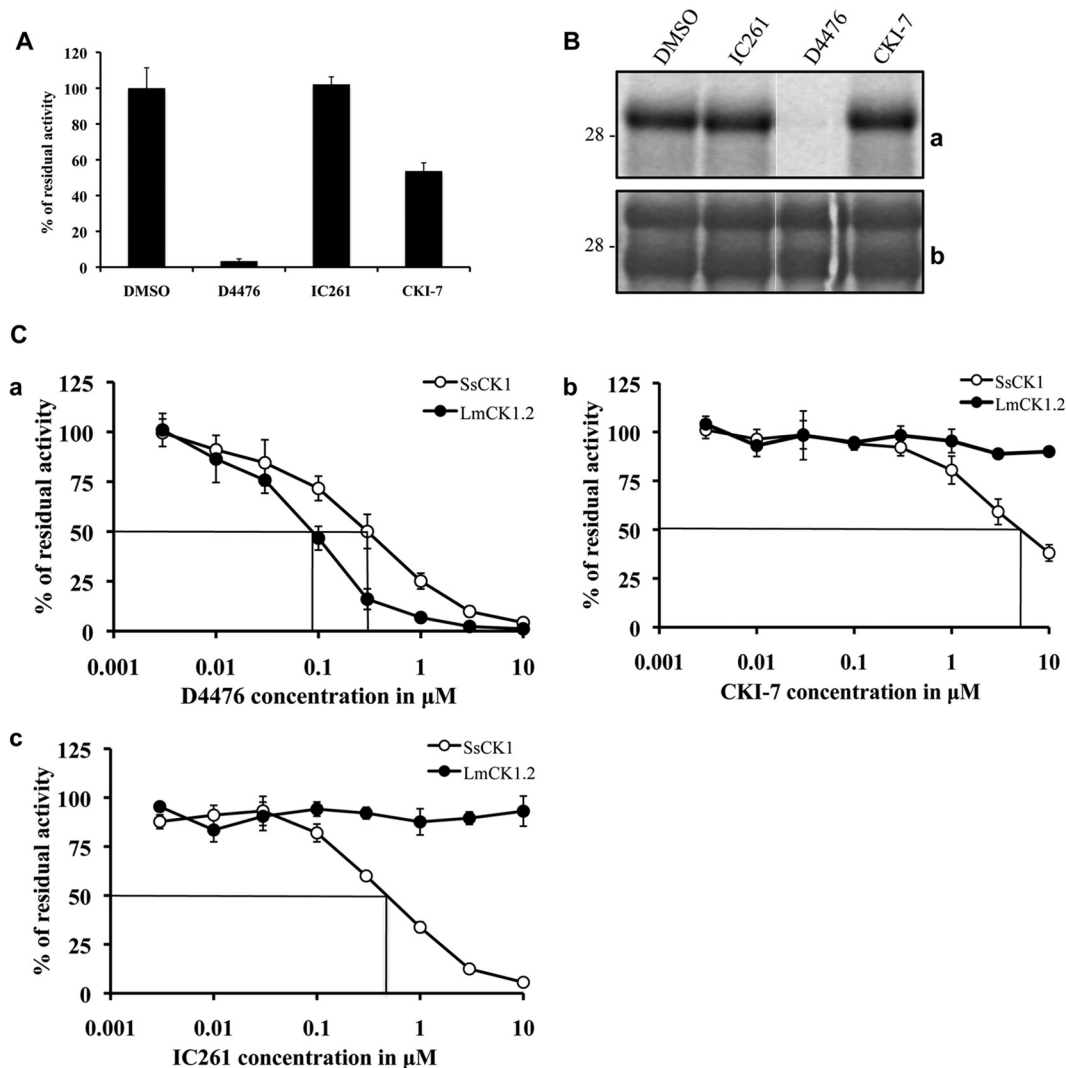 A
% of residual activity
120
100
80
60
40
20
0
DMSO
D4476
IC261
CKI-7
B
DMSO
IC261
D4476
CKI-7
28 -
a
28 -
b
C
a
SsCK1
LmCK1.2
% of residual activity
125
100
75
50
25
0
0.001
0.01
0.1
1
10
D4476 concentration in µM
b
SsCK1
LmCK1.2
% of residual activity
125
100
75
50
25
0
0.001
0.01
0.1
1
10
CKI-7 concentration in µM
c
SsCK1
LmCK1.2
% of residual activity
125
100
75
50
25
0
0.001
0.01
0.1
1
10
IC261 concentration in µM